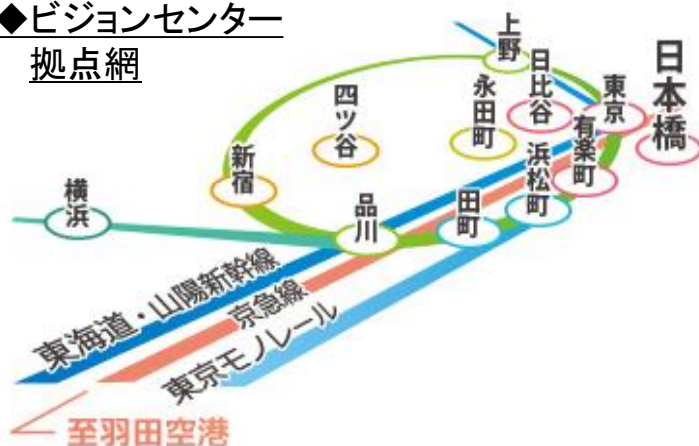 ◆ビジョンセンター
拠点網
上野
日比谷
東京
日本橋
永田町
四ツ谷
有楽町
浜松町
新宿
田町
品川
横浜
東海道・山陽新幹線
京急線
東京モノレール
至羽田空港